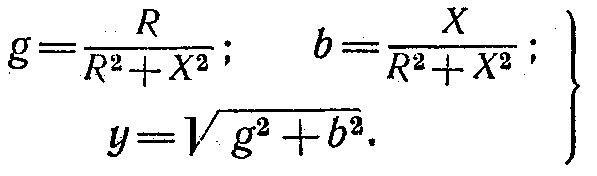 g = R / (R² + X²); b = X / (R² + X²);
y = √(g² + b²).